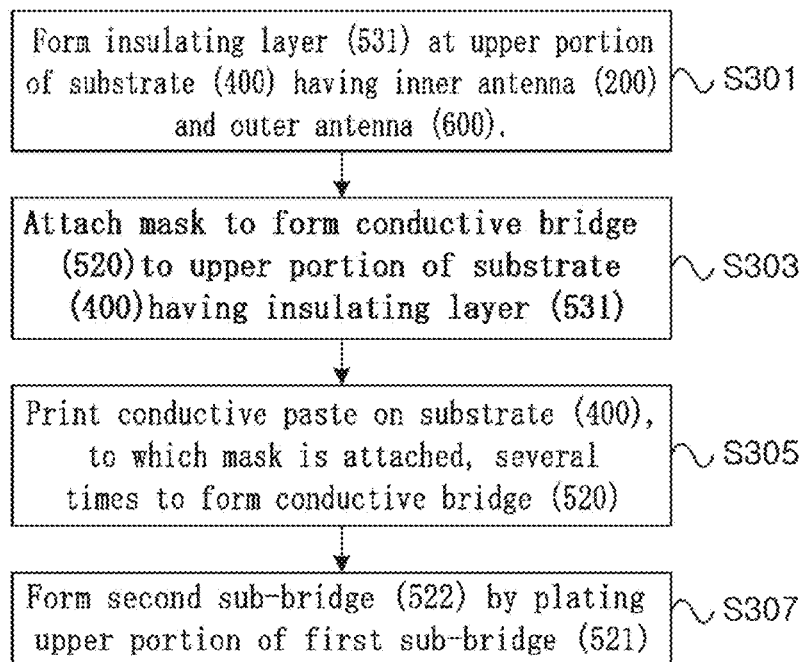 Form insulating layer (531) at upper portion
of substrate (400) having inner antenna (200)
and outer antenna (600).
S301
Attach mask to form conductive bridge
(520)to upper portion of substrate
(400)having insulating layer (531)
S303
Print conductive paste on substrate (400),
to which mask is attached, several
times to form conductive bridge (520)
S305
Form second sub-bridge (522) by plating
upper portion of first sub-bridge (521)
S307